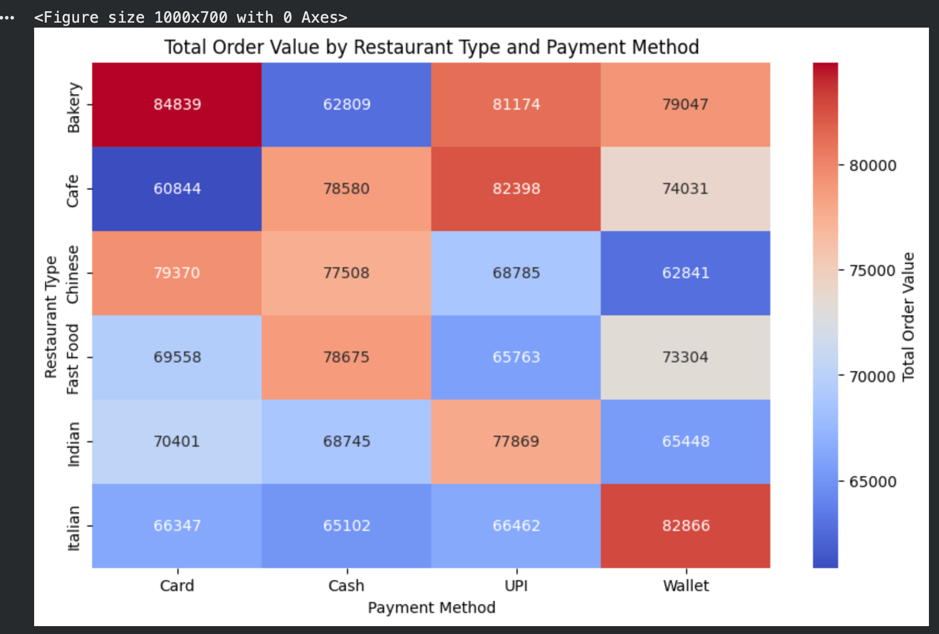 <Figure size 1000x700 with 0 Axes>
Total Order Value by Restaurant Type and Payment Method
Restaurant Type
Bakery 84839 62809 81174 79047
Cafe 60844 78580 82398 74031
Chinese 79370 77508 68785 62841
Fast Food 69558 78675 65763 73304
Indian 70401 68745 77869 65448
Italian 66347 65102 66462 82866
Card Cash UPI Wallet
Payment Method
80000
75000
70000
65000
Total Order Value